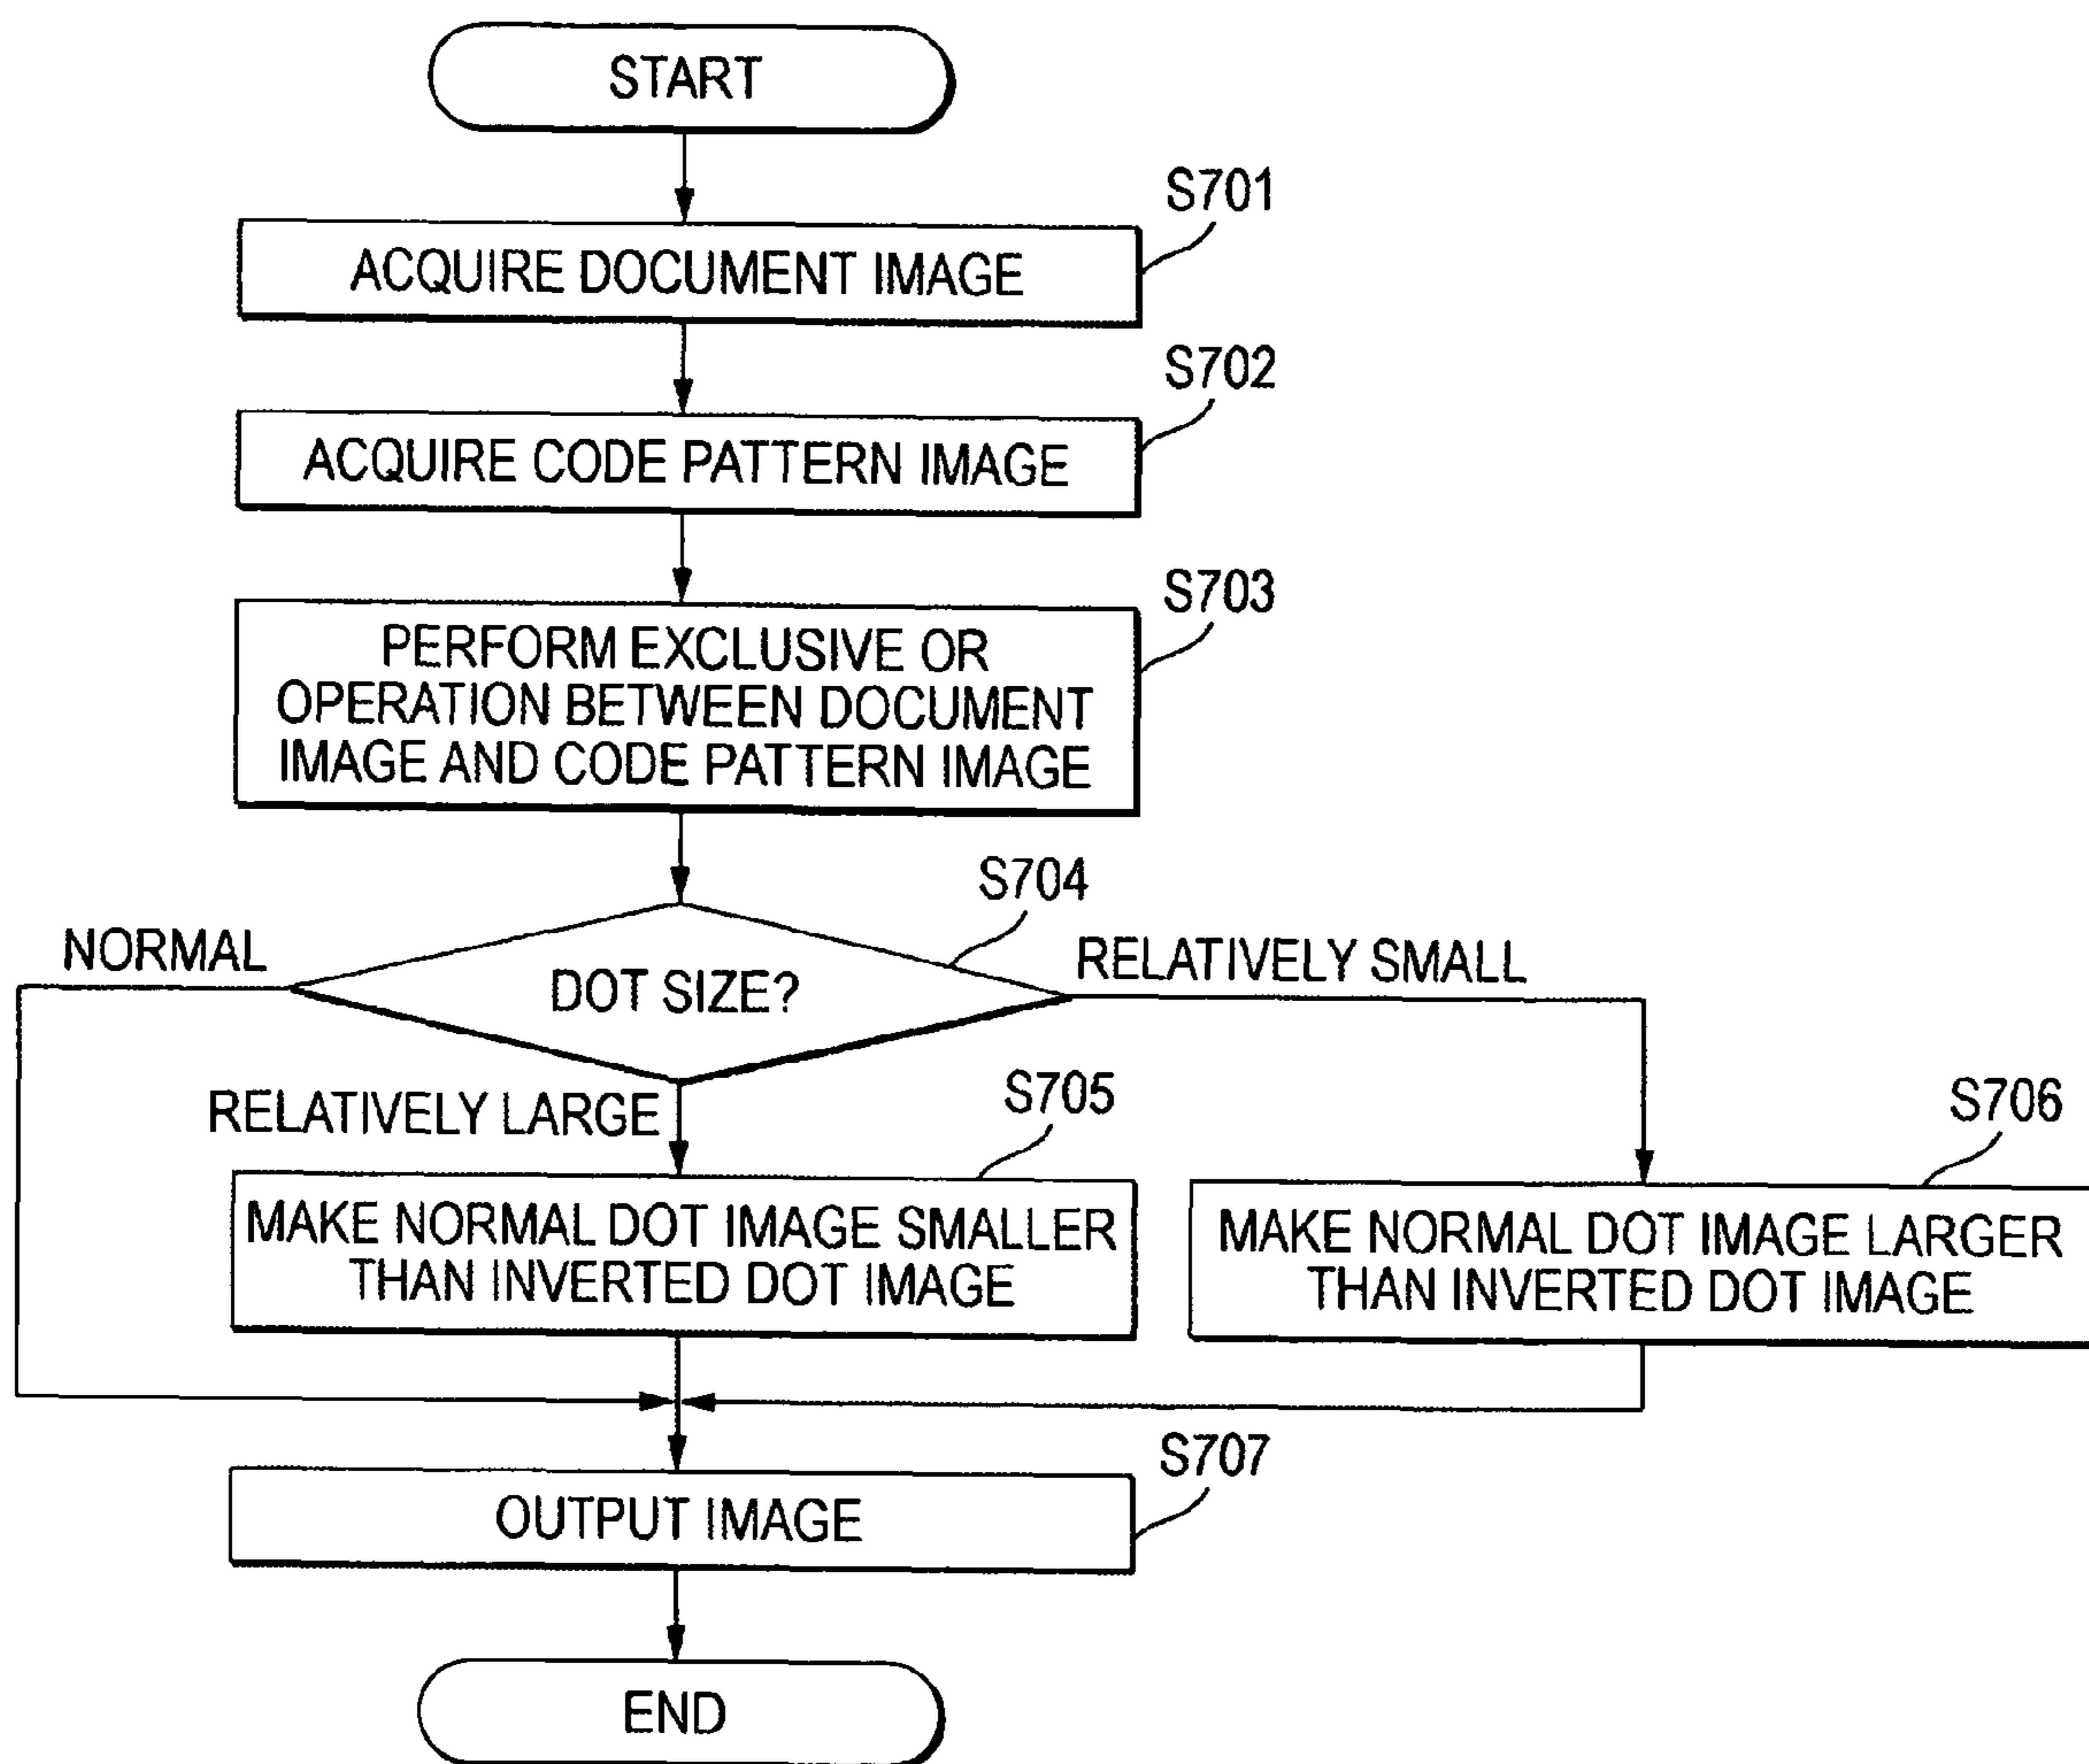 START
S701
ACQUIRE DOCUMENT IMAGE
S702
ACQUIRE CODE PATTERN IMAGE
S703
PERFORM EXCLUSIVE OR
OPERATION BETWEEN DOCUMENT
IMAGE AND CODE PATTERN IMAGE
S704
NORMAL
DOT SIZE?
RELATIVELY SMALL
RELATIVELY LARGE
S705
MAKE NORMAL DOT IMAGE SMALLER
THAN INVERTED DOT IMAGE
S706
MAKE NORMAL DOT IMAGE LARGER
THAN INVERTED DOT IMAGE
S707
OUTPUT IMAGE
END